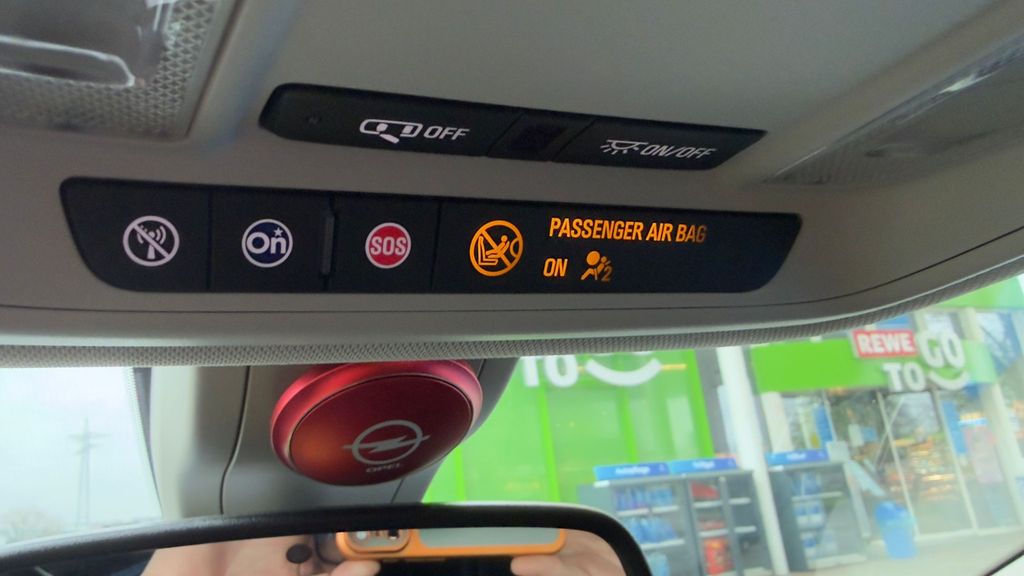 OFF
ON/OFF
On
SOS
PASSENGER AIR BAG
ON 2
OPEL
TO
REWE
TO GO